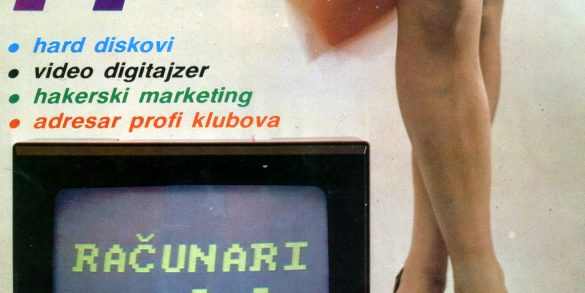 hard diskovi
video digitajzer
hakerski marketing
adresar profi klubova
RAČUNARI